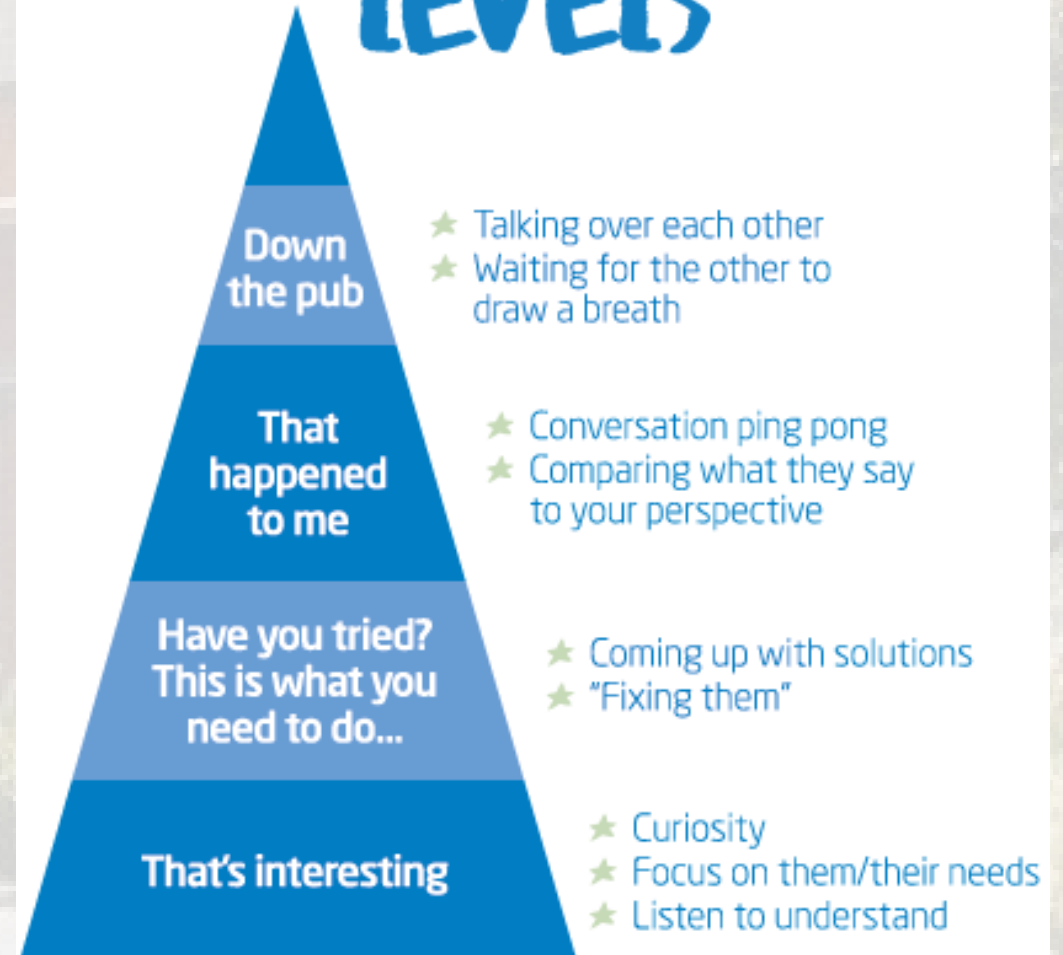 LEVELS
Down
the pub
★ Talking over each other
★ Waiting for the other to
draw a breath
That
happened
to me
★ Conversation ping pong
★ Comparing what they say
to your perspective
Have you tried?
This is what you
need to do...
★ Coming up with solutions
★ “Fixing them”
That's interesting
★ Curiosity
★ Focus on them/their needs
★ Listen to understand